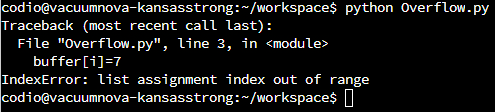 codio@vacuumnova-kansasstrong:~/workspace$ python Overflow.py
Traceback (most recent call last):
  File "Overflow.py", line 3, in <module>
    buffer[i]=7
IndexError: list assignment index out of range
codio@vacuumnova-kansasstrong:~/workspace$